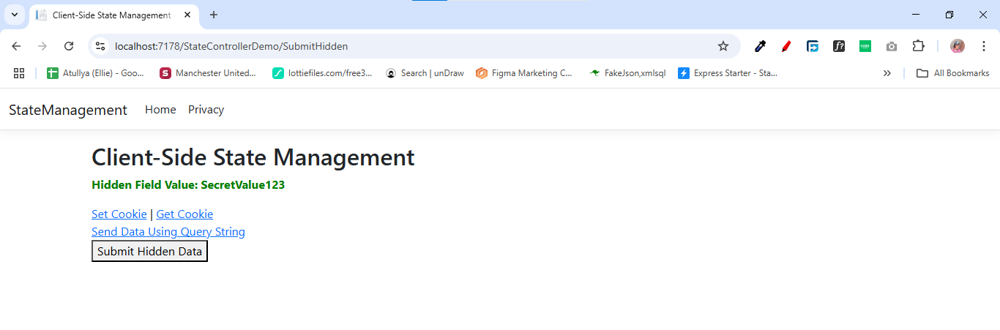 Client-Side State Management
localhost:7178/StateControllerDemo/SubmitHidden
Atullya (Ellie) - Goo... Manchester United... lottiefiles.com/free3... Search | unDraw Figma Marketing C... FakeJson,xmlsql Express Starter - Sta... All Bookmarks
StateManagement Home Privacy
Client-Side State Management
Hidden Field Value: SecretValue123
Set Cookie | Get Cookie
Send Data Using Query String
Submit Hidden Data